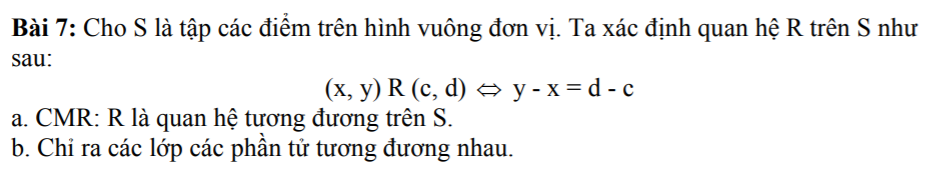 Bài 7: Cho S là tập các điểm trên hình vuông đơn vị. Ta xác định quan hệ R trên S như
sau:
(x, y) R (c, d) ⇔ y - x = d - c
a. CMR: R là quan hệ tương đương trên S.
b. Chỉ ra các lớp các phần tử tương đương nhau.